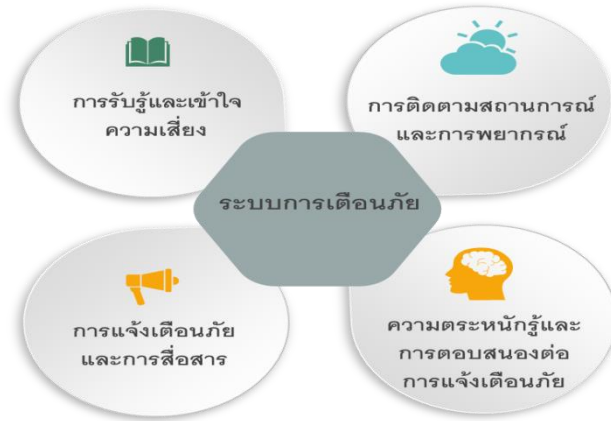 การรับรู้และเข้าใจ
ความเสี่ยง
การติดตามสถานการณ์
และการพยากรณ์
ระบบการเตือนภัย
การแจ้งเตือนภัย
และการสื่อสาร
ความตระหนักรู้และ
การตอบสนองต่อ
การแจ้งเตือนภัย